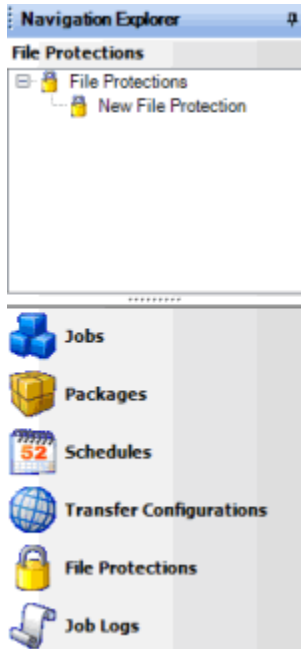 Navigation Explorer
File Protections
File Protections
New File Protection
Jobs
Packages
52
Schedules
Transfer Configurations
File Protections
Job Logs